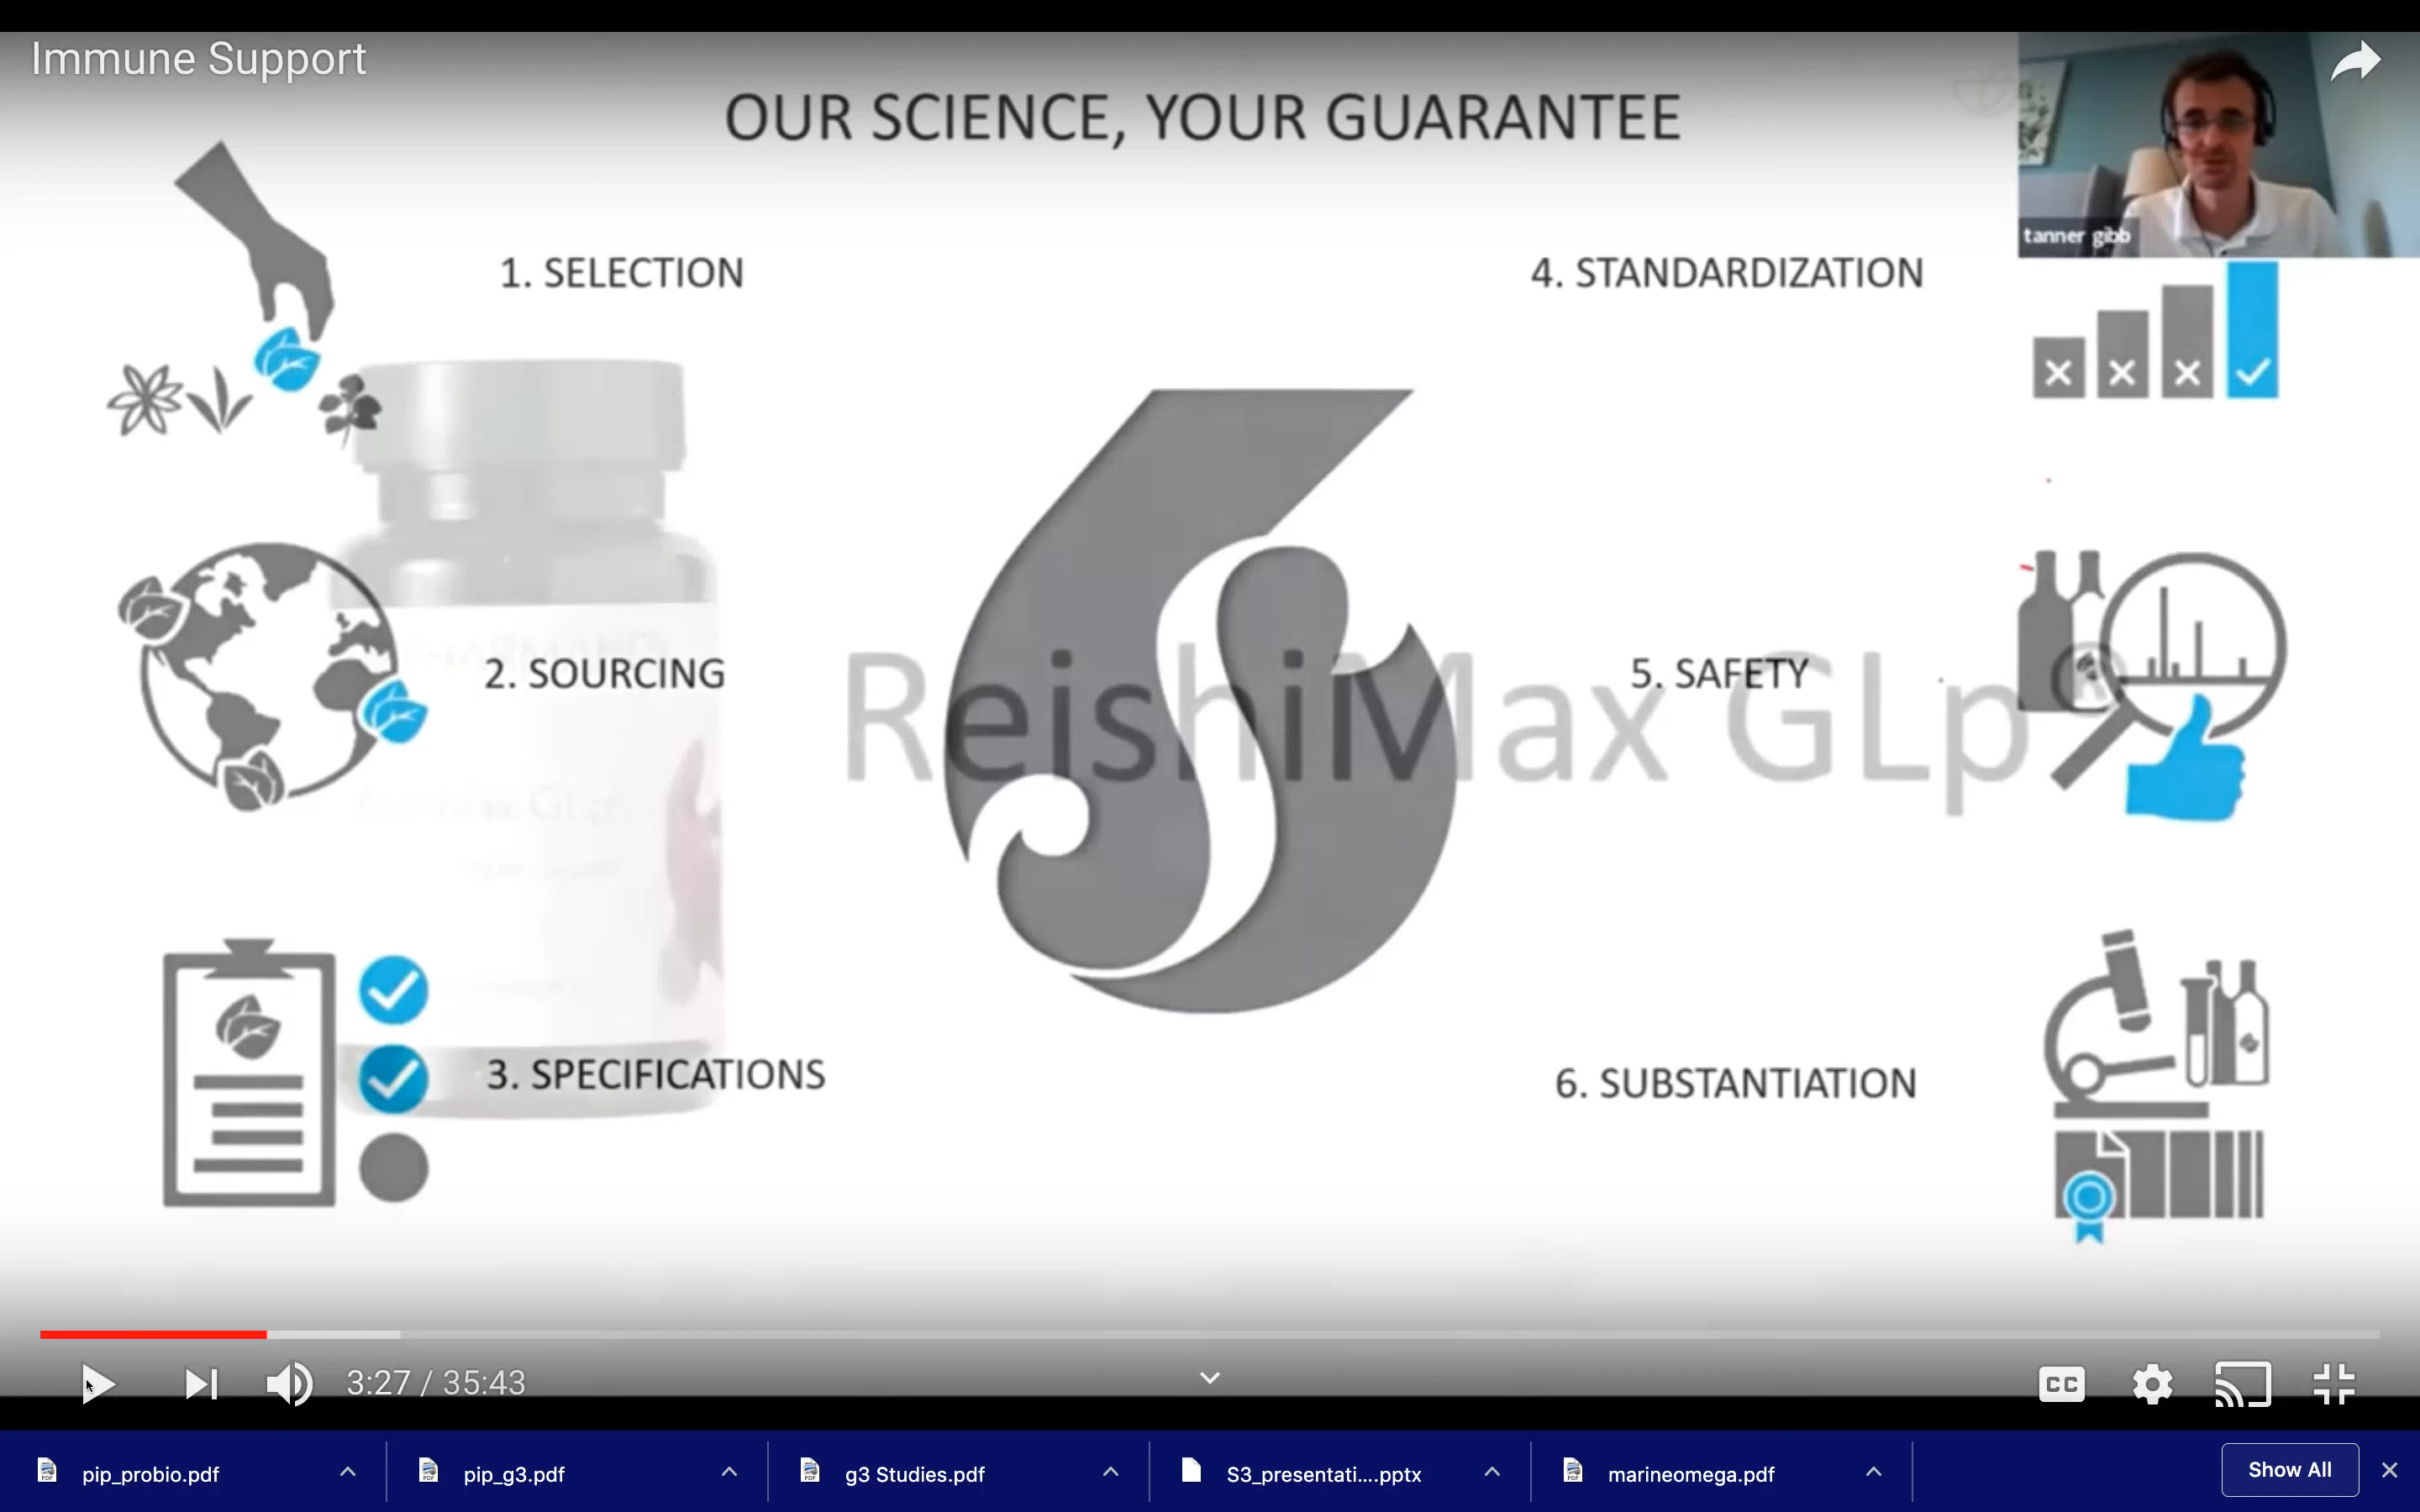 Immune Support
OUR SCIENCE, YOUR GUARANTEE
tanner gibb
1. SELECTION
4. STANDARDIZATION
2. SOURCING
ReishiMax GLp®
5. SAFETY
3. SPECIFICATIONS
6. SUBSTANTIATION
3:27 / 35:43
CC
pip_probio.pdf
pip_g3.pdf
g3 Studies.pdf
S3_presentati....pptx
marineomega.pdf
Show All